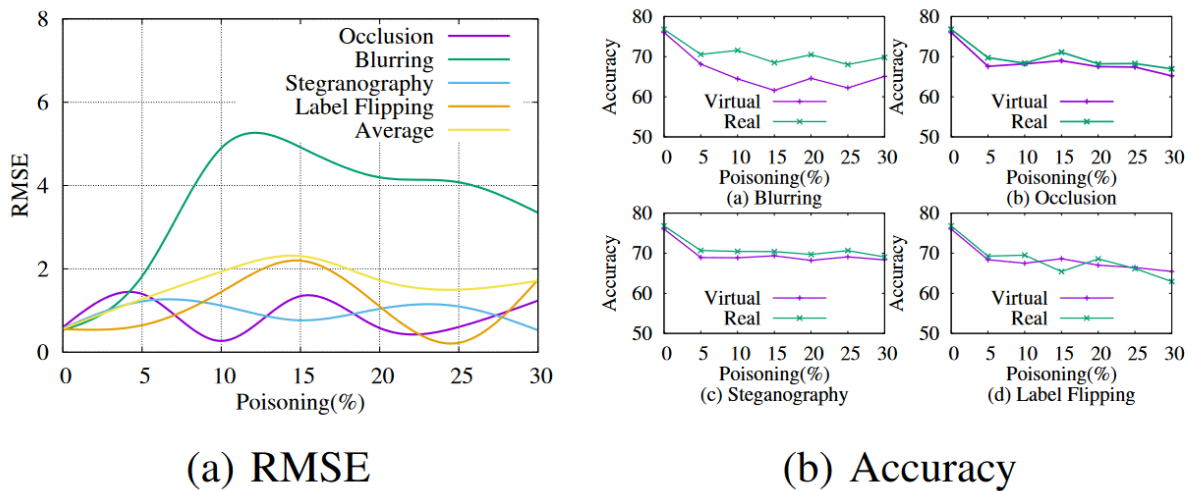 8
6
4
2
0
RMSE
Occlusion
Blurring
Stegranography
Label Flipping
Average
0 5 10 15 20 25 30
Poisoning(%)
(a) RMSE
80
70
60
50
Accuracy
Virtual
Real
0 5 10 15 20 25 30
Poisoning(%)
(a) Blurring
80
70
60
50
Accuracy
Virtual
Real
0 5 10 15 20 25 30
Poisoning(%)
(b) Occlusion
80
70
60
50
Accuracy
Virtual
Real
0 5 10 15 20 25 30
Poisoning(%)
(c) Steganography
80
70
60
50
Accuracy
Virtual
Real
0 5 10 15 20 25 30
Poisoning(%)
(d) Label Flipping
(b) Accuracy